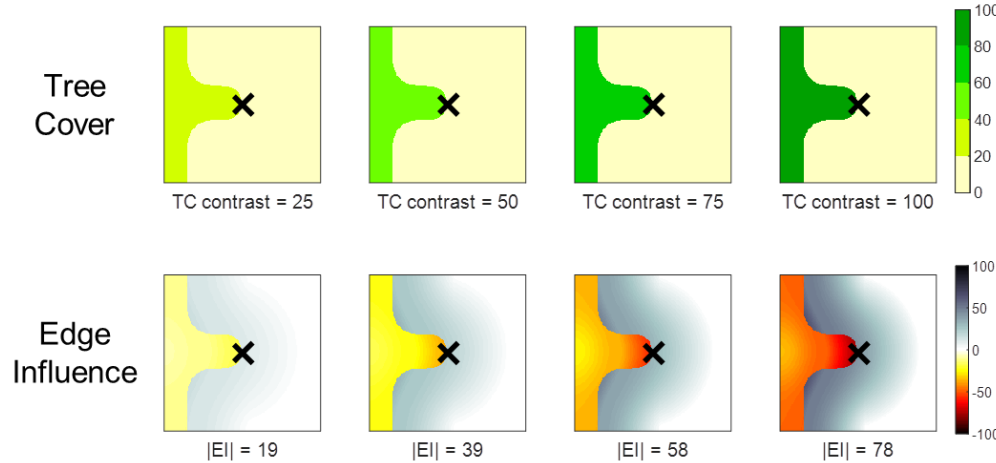 Tree
Cover
TC contrast = 25
TC contrast = 50
TC contrast = 75
TC contrast = 100
100
80
60
40
20
0
Edge
Influence
|EI| = 19
|EI| = 39
|EI| = 58
|EI| = 78
100
50
0
-50
-100